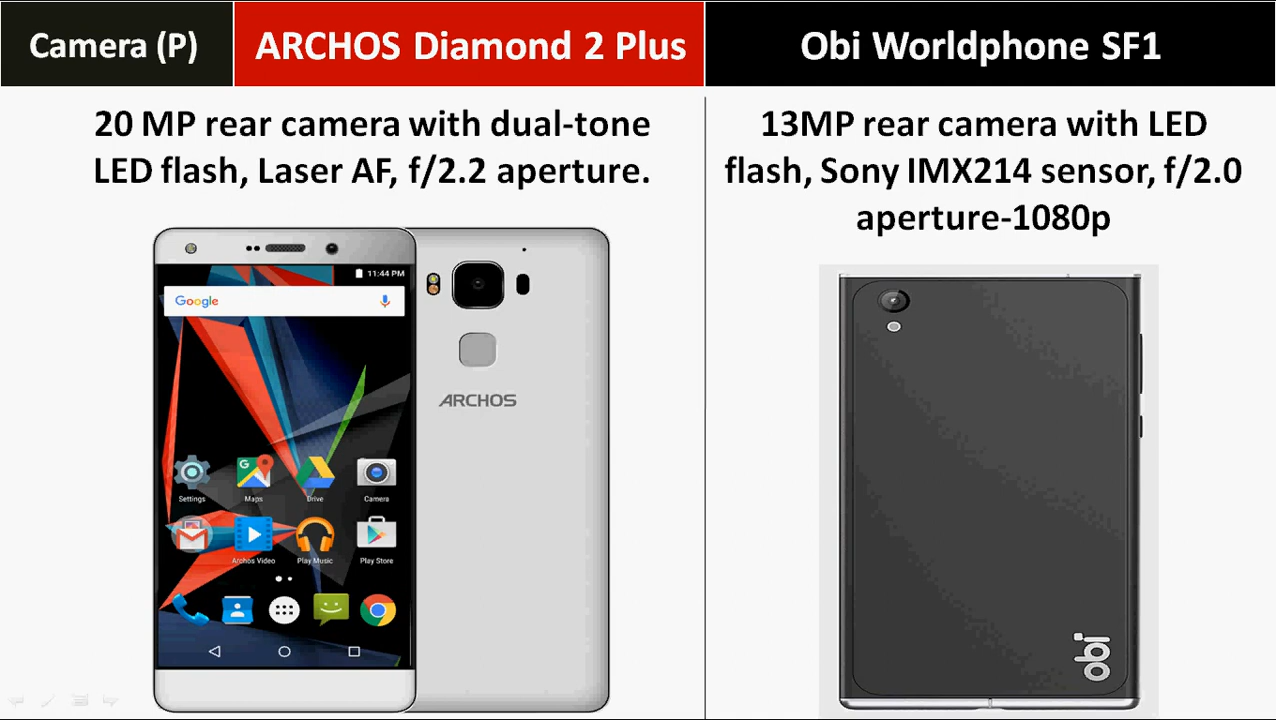 Camera (P)
ARCHOS Diamond 2 Plus
Obi Worldphone SF1
20 MP rear camera with dual-tone
LED flash, Laser AF, f/2.2 aperture.
13MP rear camera with LED
flash, Sony IMX214 sensor, f/2.0
aperture-1080p
11:44 PM
Google
ARCHOS
Settings
Maps
Drive
Camera
Archos Video
Play Music
Play Store
obi